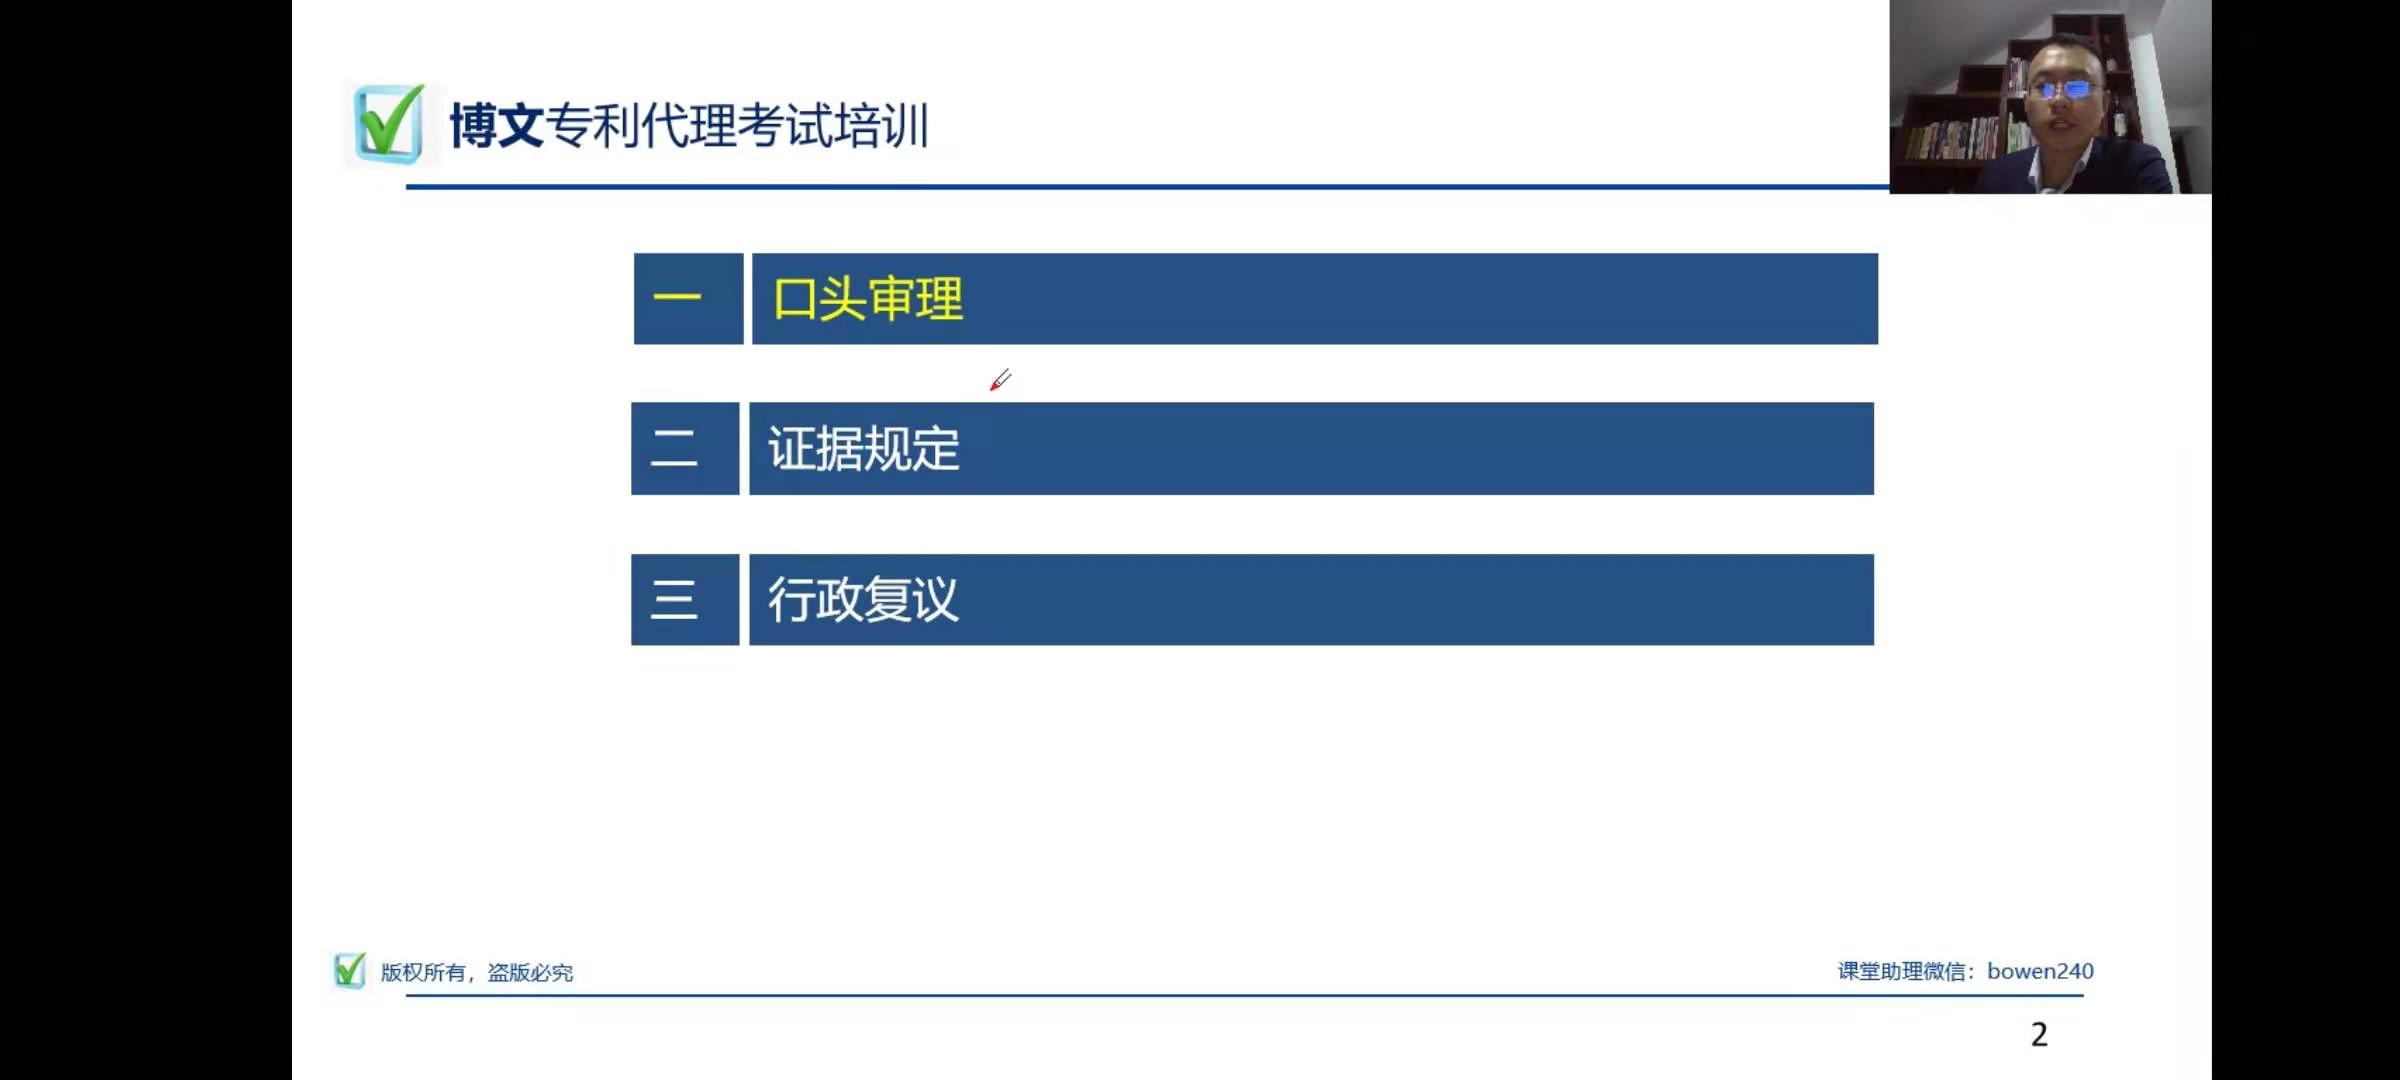 博文专利代理考试培训
一 口头审理
二 证据规定
三 行政复议
版权所有，盗版必究
课堂助理微信：bowen240
2